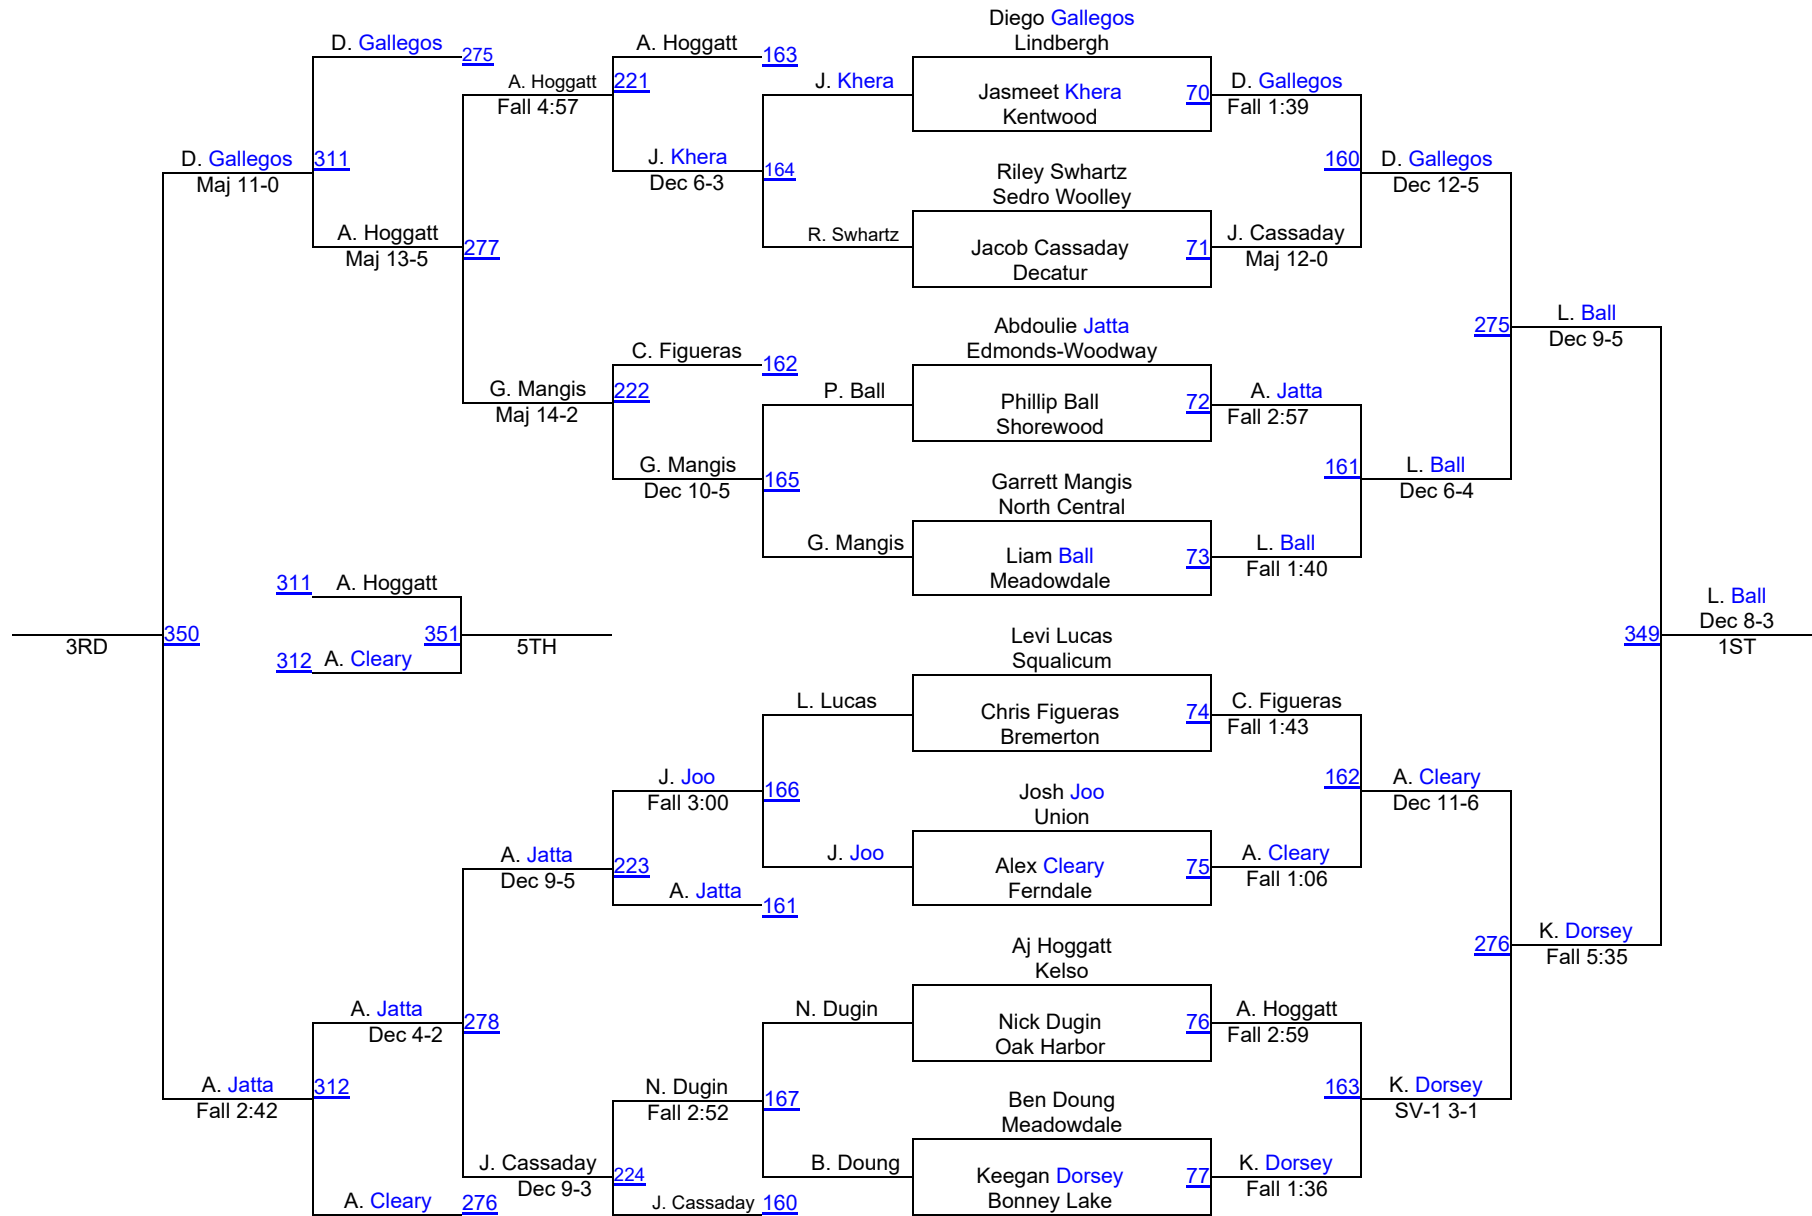 Diego Gallegos
D. Gallegos
275
A. Hoggatt
163
Lindbergh
A. Hoggatt
221
J. Khera
D. Gallegos
Fall 4:57
Jasmeet Khera
70
Fall 1:39
Kentwood
D. Gallegos
311
J. Khera
164
160
D. Gallegos
Maj 11-0
Dec 6-3
Riley Swhartz
Dec 12-5
Sedro Woolley
A. Hoggatt
277
R. Swhartz
J. Cassaday
Maj 13-5
Jacob Cassaday
71
Maj 12-0
Decatur
Abdoulie Jatta
275
L. Ball
C. Figueras
162
Edmonds-Woodway
Dec 9-5
G. Mangis
222
P. Ball
A. Jatta
Maj 14-2
Phillip Ball
72
Fall 2:57
Shorewood
G. Mangis
165
161
L. Ball
Dec 10-5
Garrett Mangis
Dec 6-4
North Central
G. Mangis
L. Ball
Liam Ball
73
Fall 1:40
311
A. Hoggatt
Meadowdale
L. Ball
3RD
350
351
5TH
Levi Lucas
349
Dec 8-3
312
A. Cleary
Squalicum
1ST
L. Lucas
C. Figueras
Chris Figueras
74
Fall 1:43
Bremerton
J. Joo
166
162
A. Cleary
Fall 3:00
Josh Joo
Dec 11-6
Union
A. Jatta
223
J. Joo
A. Cleary
Dec 9-5
Alex Cleary
75
Fall 1:06
A. Jatta
161
Ferndale
Aj Hoggatt
276
K. Dorsey
Kelso
Fall 5:35
A. Jatta
278
N. Dugin
A. Hoggatt
Dec 4-2
Nick Dugin
76
Fall 2:59
Oak Harbor
A. Jatta
312
N. Dugin
167
163
K. Dorsey
Fall 2:42
Fall 2:52
Ben Doung
SV-1 3-1
Meadowdale
J. Cassaday
224
B. Doung
K. Dorsey
Dec 9-3
Keegan Dorsey
77
Fall 1:36
A. Cleary
276
J. Cassaday
160
Bonney Lake